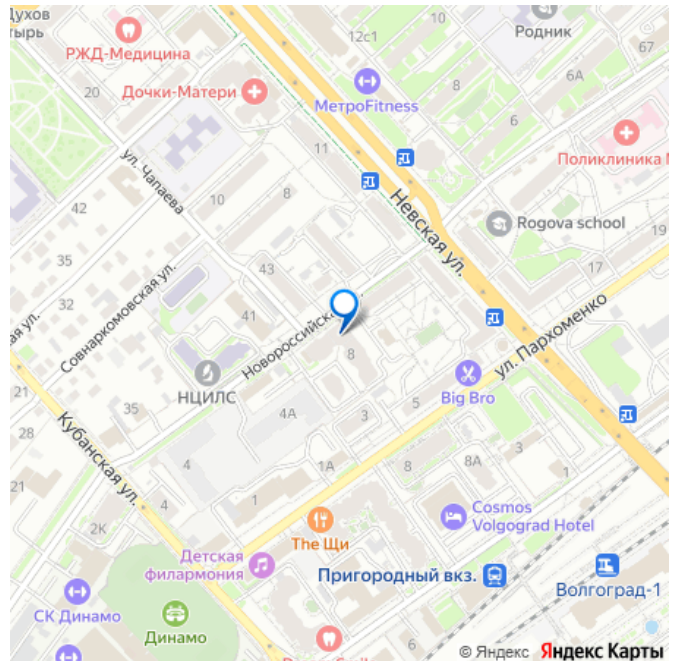 Духов
тырь
РЖД-Медицина
12с1
Родник
67
20
Дочки-Матери
МетроFitness
8
6А
6
11
Поликлиника
ул. Чапаева
42
10
8
Невская ул.
Rogova school
19
17
35
43
Совнаркомовская ул.
32
41
Новороссийская
ул. Пархоменко
ая ул.
НЦИЛС
8
Big Bro
21
35
4А
3
5
28
Кубанская ул.
4
1А
8
8А
3
1
21
4
1
2К
The Щи
Cosmos
Volgograd Hotel
Детская
филармония
Пригородный вкз.
Волгоград-1
СК Динамо
Динамо
6
© Яндекс Яндекс Карты